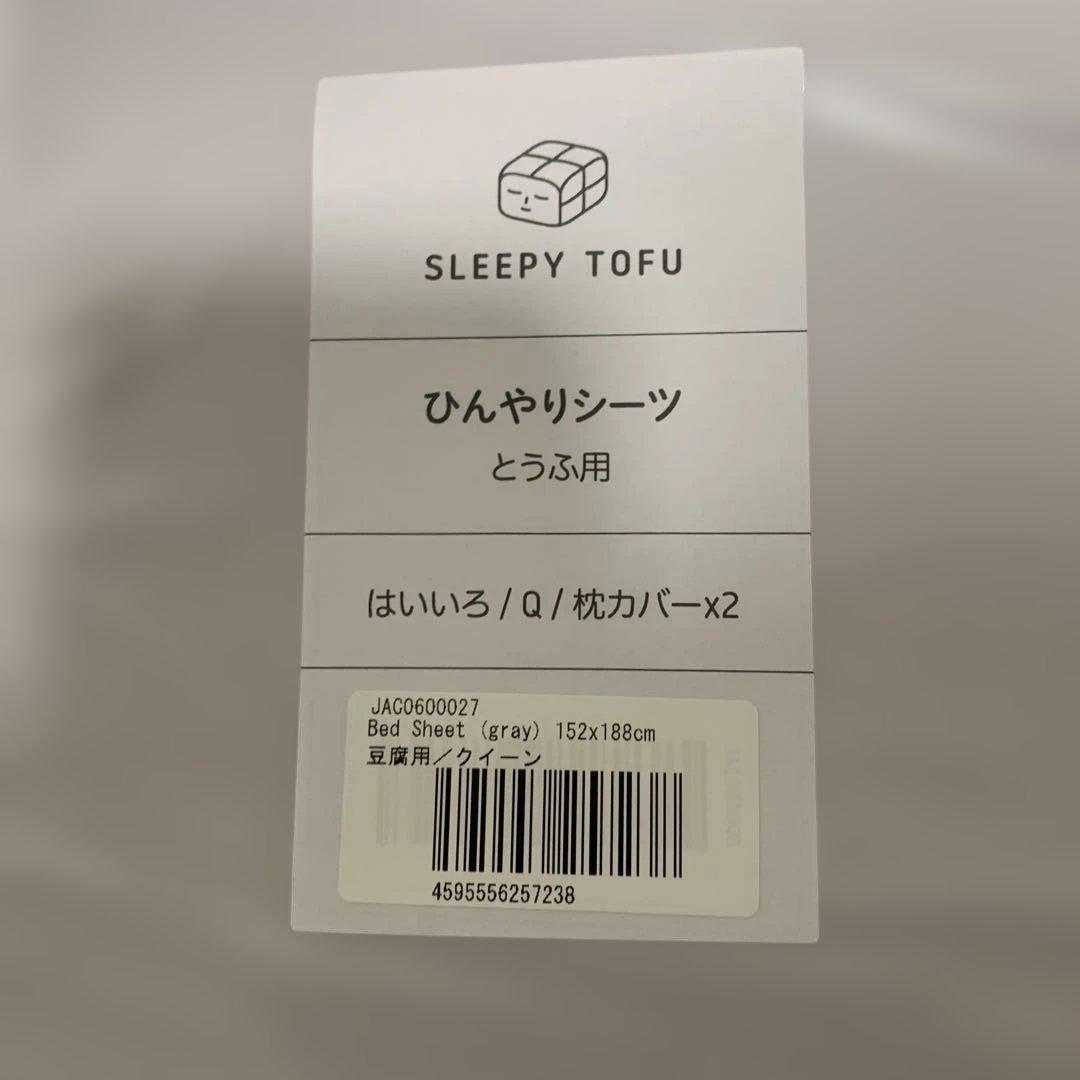 SLEEPY TOFU
ひんやりシーツ
とうふ用
はいいろ / Q / 枕カバーx2
JAC0600027
Bed Sheet (gray) 152x188cm
豆腐用／クイーン
4595556257238